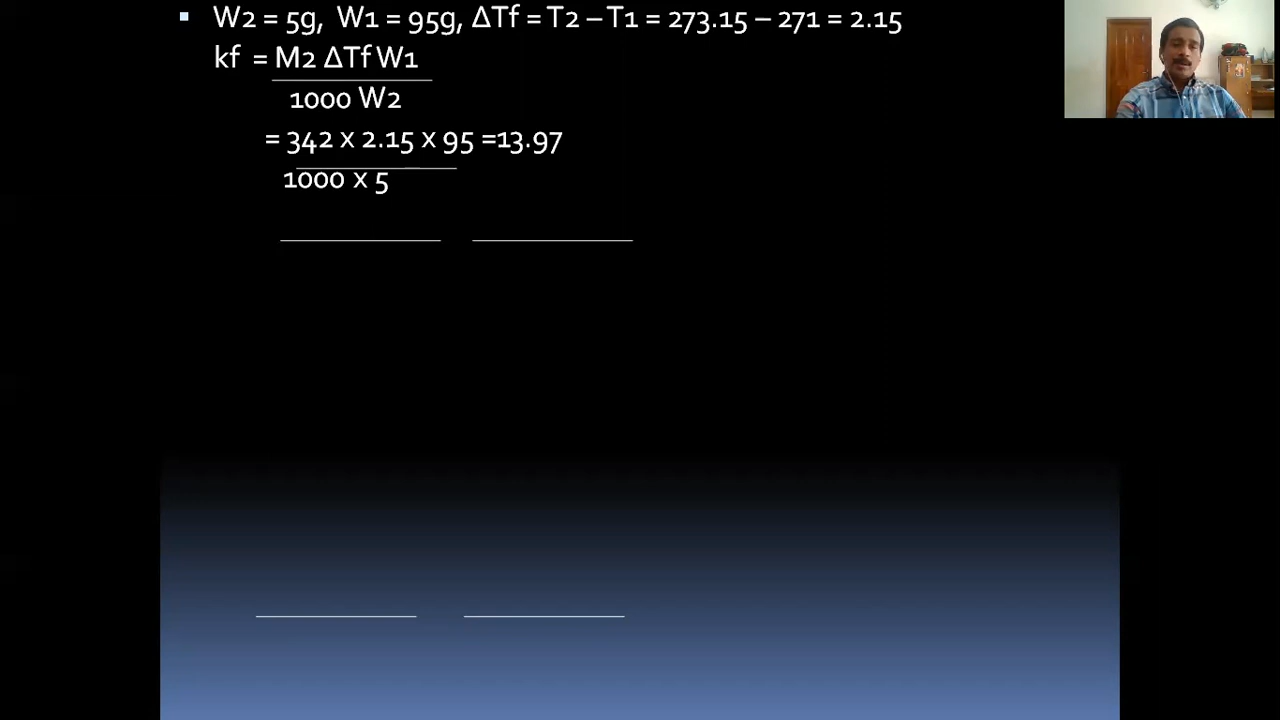 W2 = 5g, W1 = 95g, ΔTf = T2 – T1 = 273.15 – 271 = 2.15
kf = M2 ΔTf W1
1000 W2
= 342 x 2.15 x 95 =13.97
1000 x 5